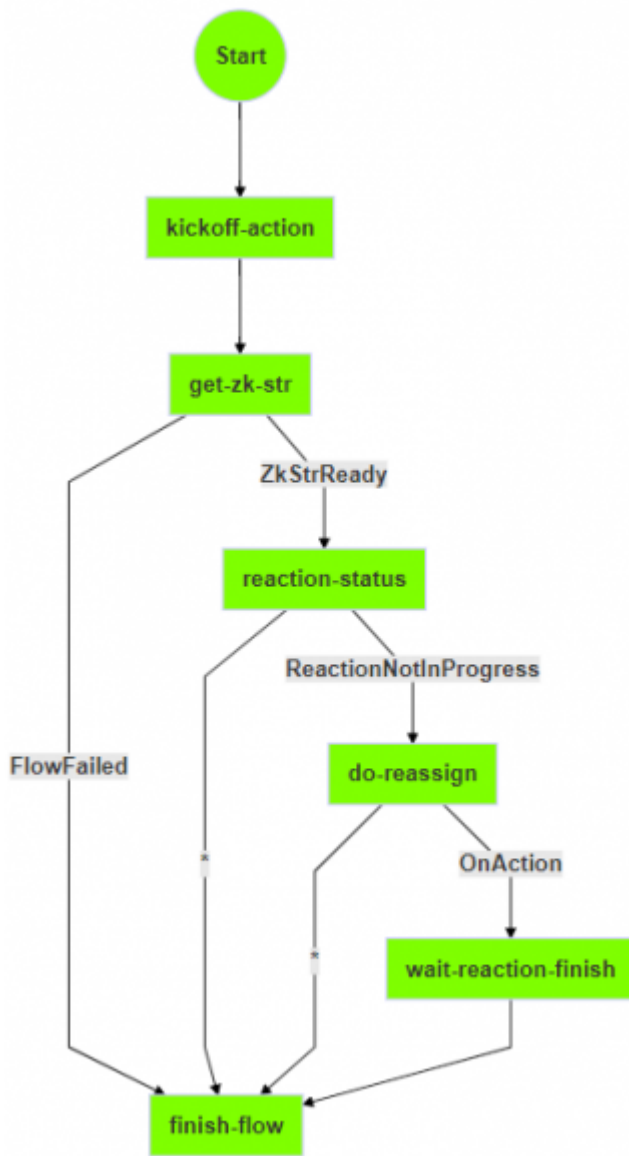 Start
kickoff-action
get-zk-str
ZkStrReady
reaction-status
ReactionNotInProgress
FlowFailed
do-reassign
*
OnAction
*
wait-reaction-finish
finish-flow